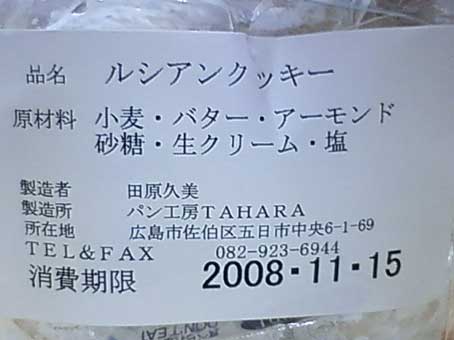 品名 ルシアンクッキー
原材料 小麦・バター・アーモンド
砂糖・生クリーム・塩
製造者 田原久美
製造所 パン工房TAHARA
所在地 広島市佐伯区五日市中央6-1-69
TEL&FAX 082-923-6944
消費期限 2008・11・15